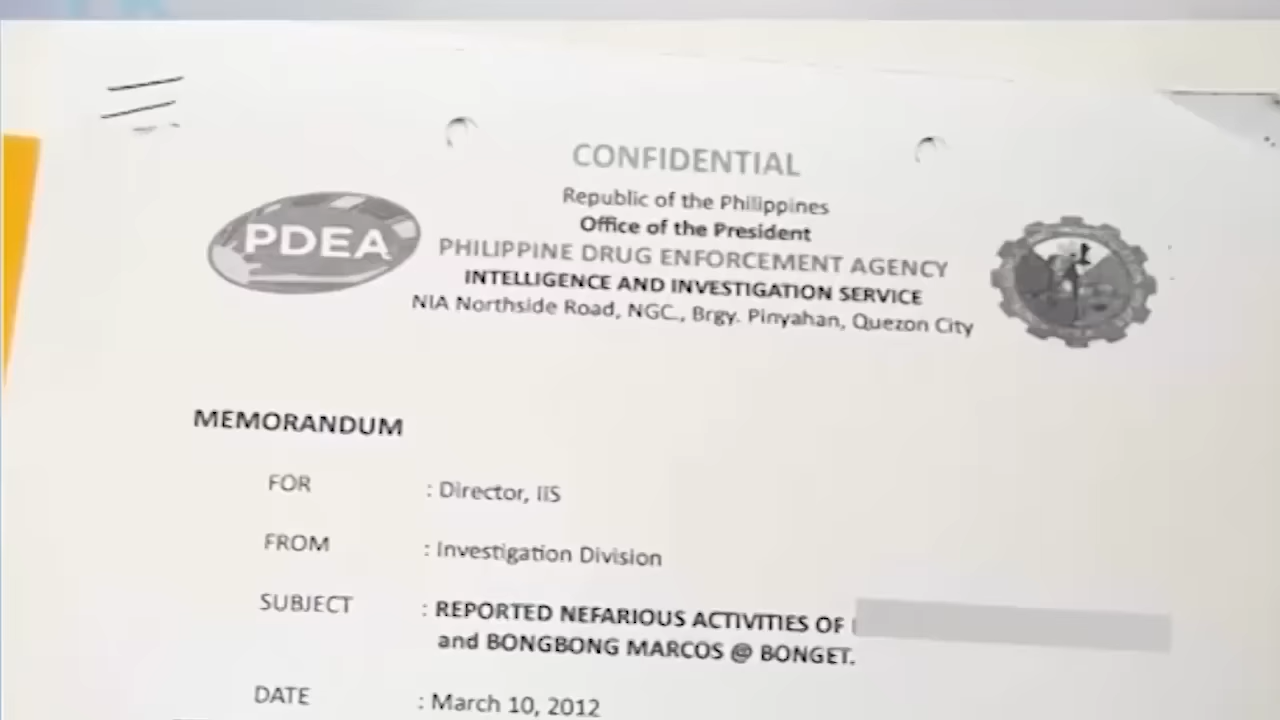 CONFIDENTIAL
Republic of the Philippines
Office of the President
PDEA
PHILIPPINE DRUG ENFORCEMENT AGENCY
INTELLIGENCE AND INVESTIGATION SERVICE
NIA Northside Road, NGC., Brgy. Pinyahan, Quezon City
MEMORANDUM
FOR : Director, IIS
FROM : Investigation Division
SUBJECT : REPORTED NEFARIOUS ACTIVITIES OF
and BONGBONG MARCOS @ BONGET.
DATE : March 10, 2012